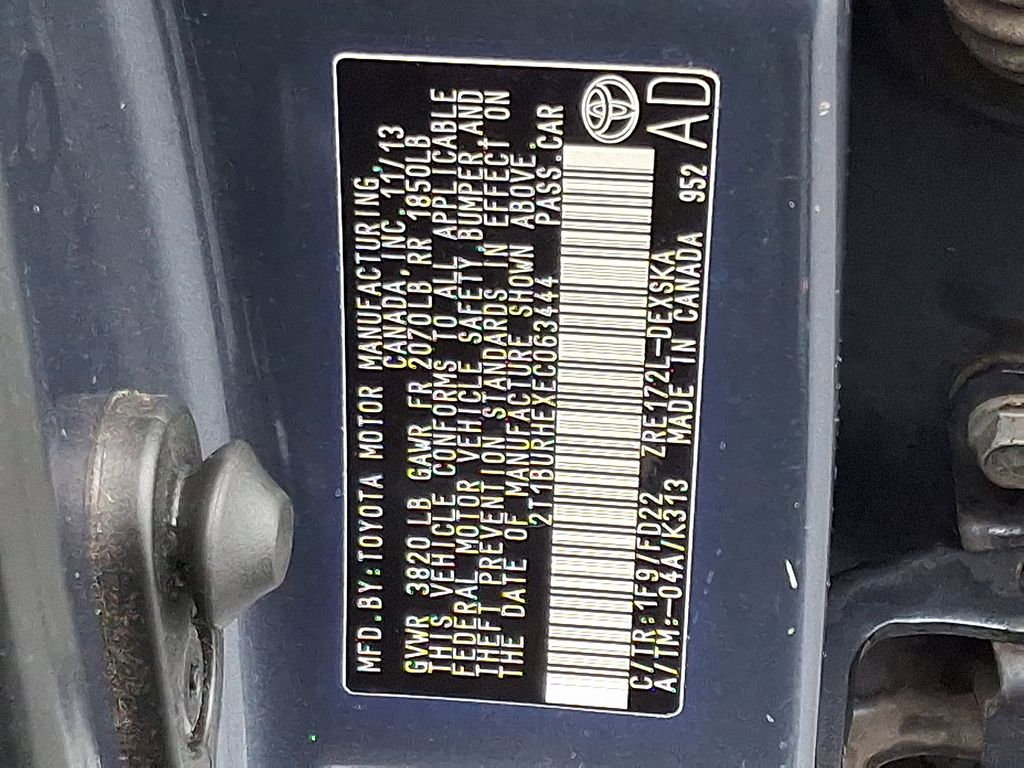 MFD.BY:TOYOTA MOTOR MANUFACTURING
CANADA, INC. 11/13
GVWR 3820LB GAWR FR 2070LB RR 1850LB
THIS VEHICLE CONFORMS TO ALL APPLICABLE
FEDERAL MOTOR VEHICLE SAFETY, BUMPER, AND
THEFT PREVENTION STANDARDS IN EFFECT ON
THE DATE OF MANUFACTURE SHOWN ABOVE.
2T1BURHEXEC063444 PASS.CAR
C/TR:1F9/FD22 ZRE172L-DEXSKA
A/TM:-04A/K313 MADE IN CANADA 952
AD